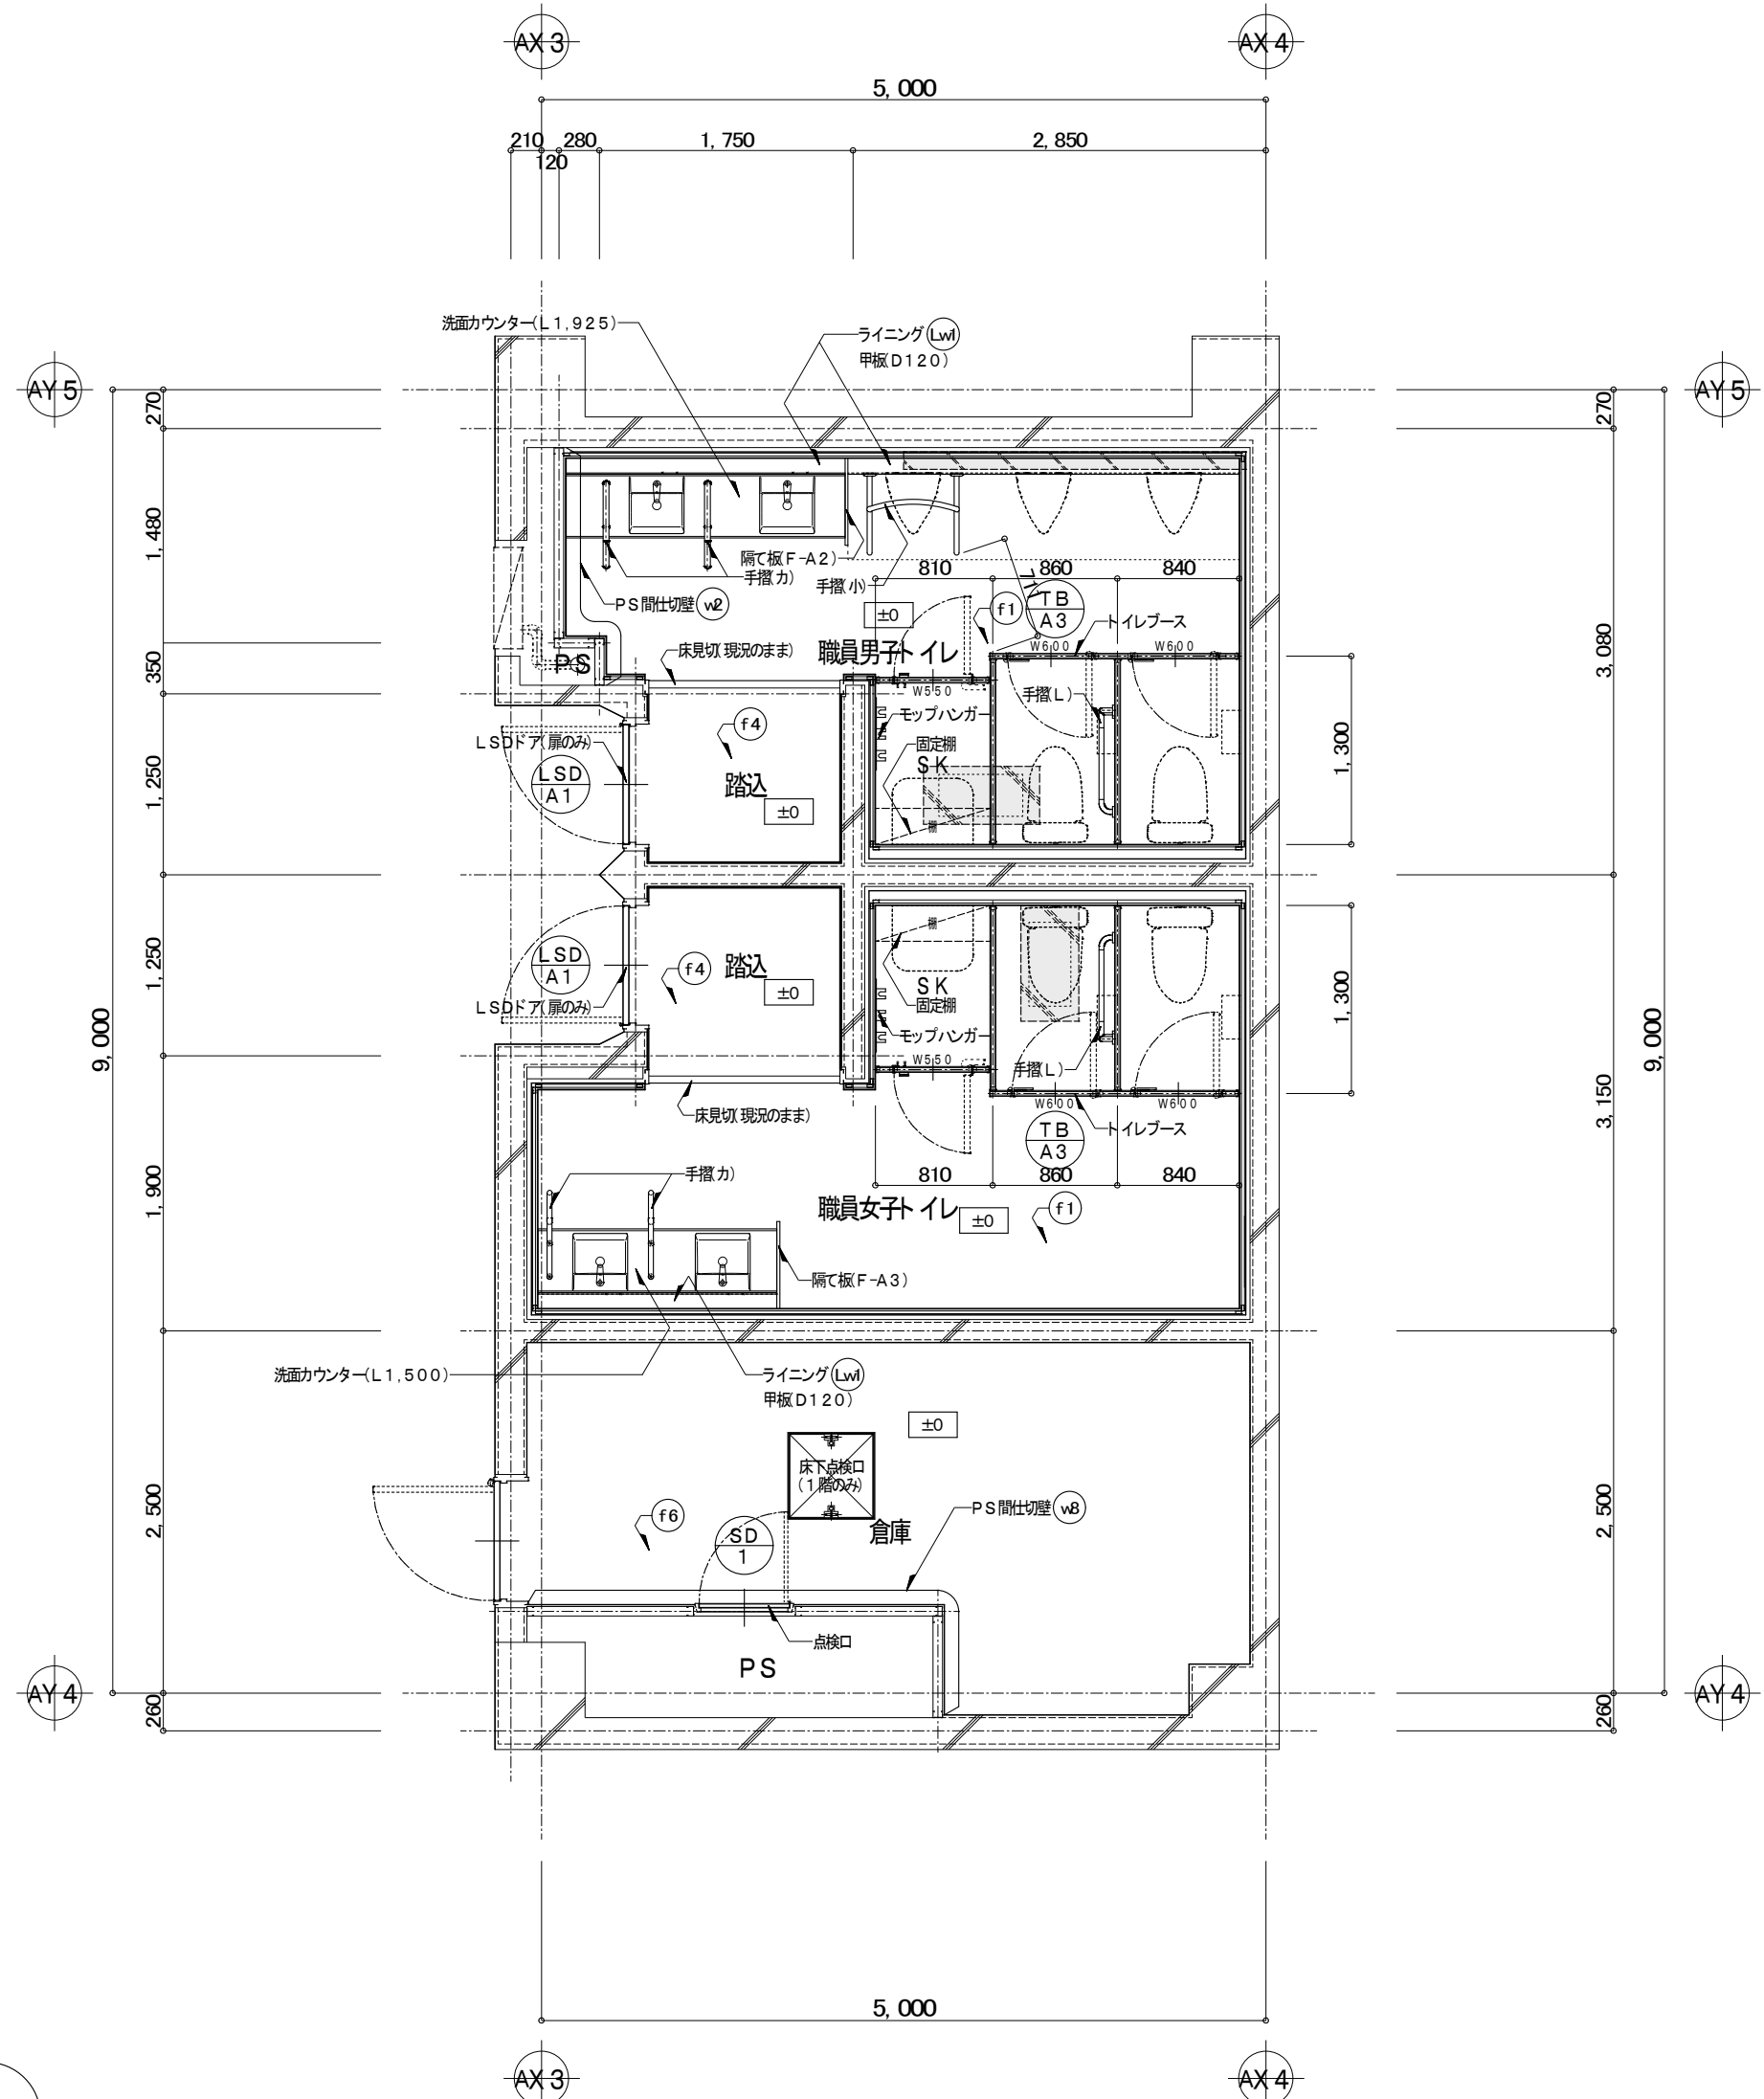 AX3
AX4
5,000
210
280
1,750
2,850
120
洗面カウンター(L1,925)
ライニング Lw1
甲板(D120)
AY5
AY5
270
270
1,480
隔て板(F-A2)
手摺(カ)
手摺(小)
810
860
840
711
PS間仕切壁 w2
±0
f1
TB
A3
トイレブース
3,080
床見切(現況のまま)
職員男子トイレ
W600
W600
PS
350
W550
手摺(L)
モップハンガー
f4
LSDドア(扉のみ)
固定棚
SK
1,300
LSD
A1
踏込
1,250
±0
棚
LSD
A1
f4
踏込
±0
棚
1,250
SK
固定棚
1,300
LSDドア(扉のみ)
モップハンガー
W550
手摺(L)
9,000
9,000
床見切(現況のまま)
W600
W600
TB
A3
トイレブース
3,150
手摺(カ)
810
860
840
1,900
職員女子トイレ
±0
f1
隔て板(F-A3)
洗面カウンター(L1,500)
ライニング Lw1
甲板(D120)
±0
床下点検口
(1階のみ)
2,500
2,500
f6
SD
1
倉庫
PS間仕切壁 w8
点検口
PS
AY4
AY4
260
260
5,000
AX3
AX4